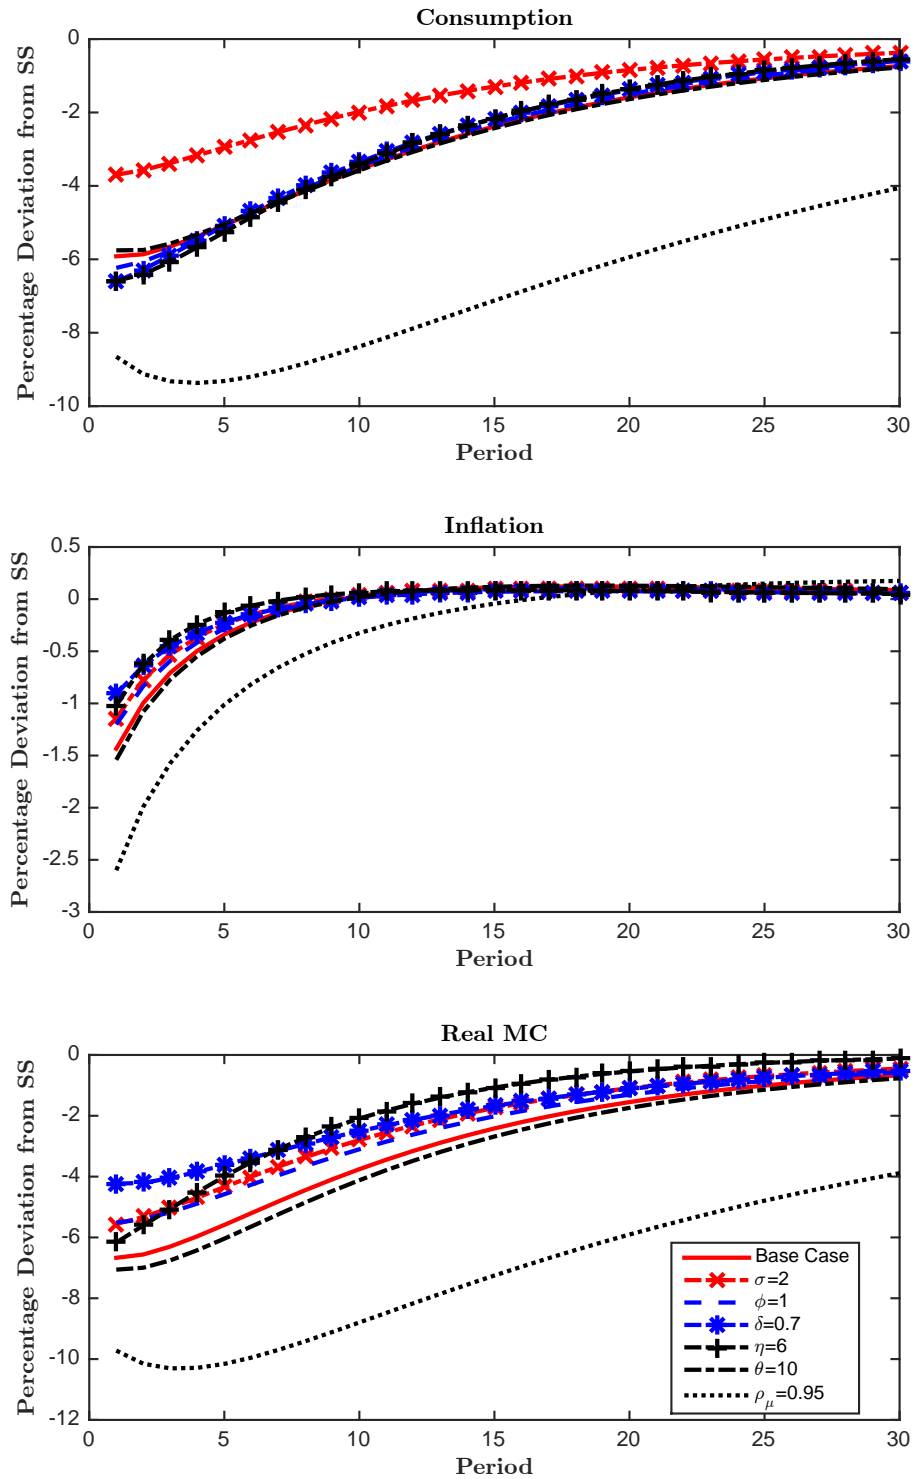 Consumption
Percentage Deviation from SS
0
-2
-4
-6
-8
-10
0 5 10 15 20 25 30
Period
Inflation
Percentage Deviation from SS
0.5
0
-0.5
-1
-1.5
-2
-2.5
-3
0 5 10 15 20 25 30
Period
Real MC
Percentage Deviation from SS
0
-2
-4
-6
-8
-10
-12
Base Case
σ=2
ϕ=1
δ=0.7
η=6
θ=10
ρ_μ=0.95
0 5 10 15 20 25 30
Period